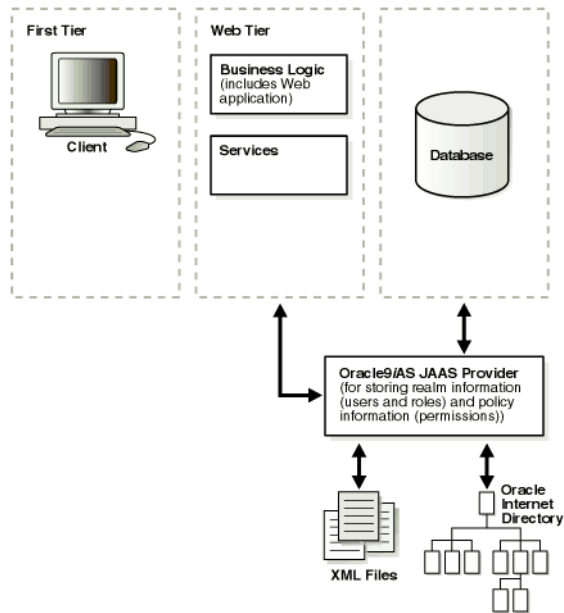 First Tier
Web Tier
Business Logic
(includes Web
application)
Client
Services
Database
Oracle9iAS JAAS Provider
(for storing realm information
(users and roles) and policy
information (permissions))
Oracle
Internet
Directory
XML Files